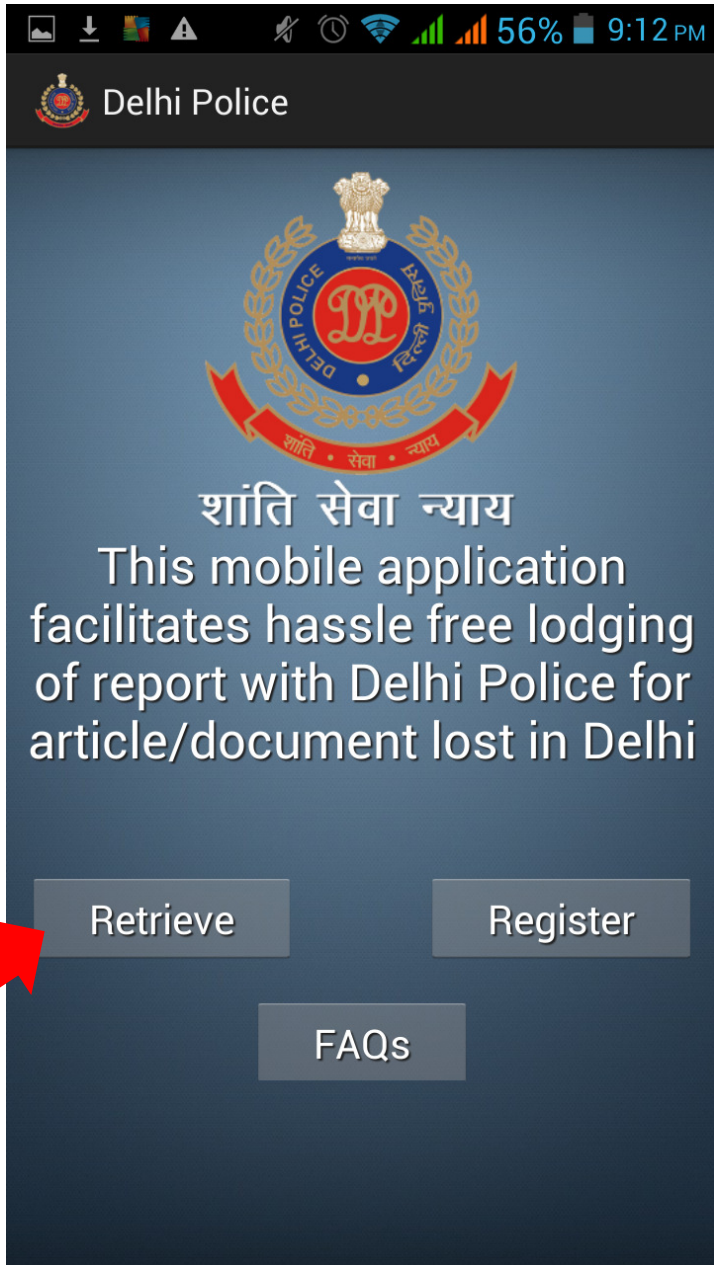 56% 9:12 PM
Delhi Police
DELHI POLICE दिल्ली पुलिस
DP
शांति • सेवा • न्याय
शांति सेवा न्याय
This mobile application
facilitates hassle free lodging
of report with Delhi Police for
article/document lost in Delhi
Retrieve
Register
FAQs